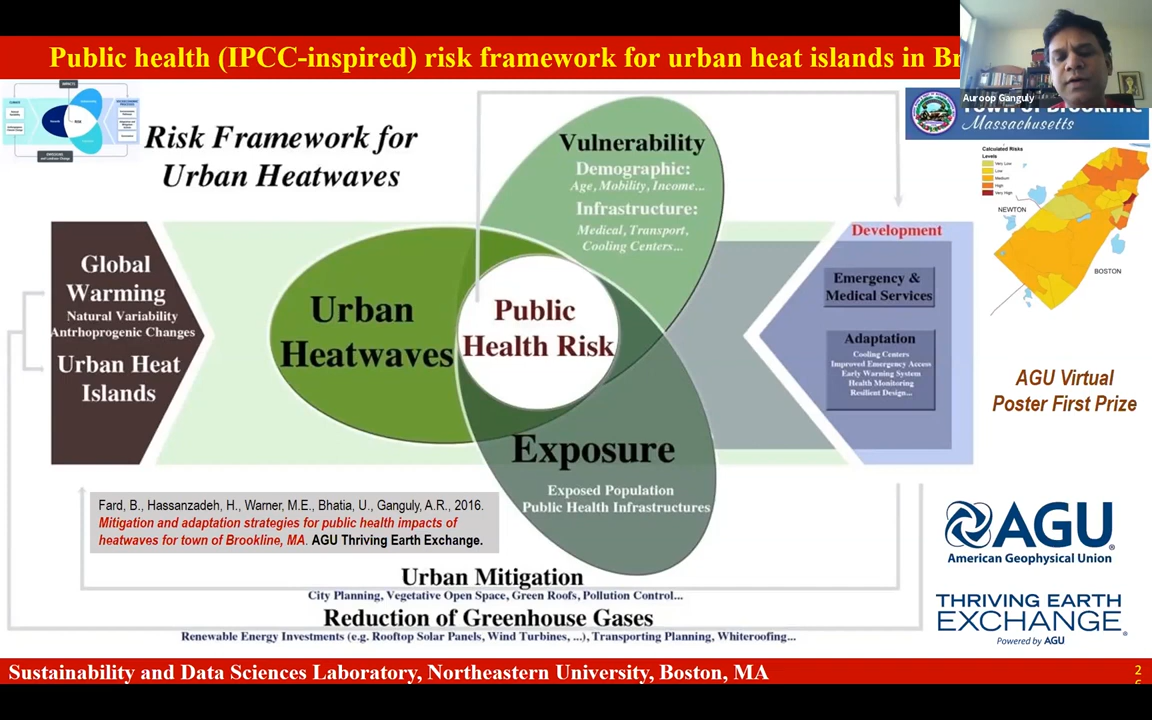 Public health (IPCC-inspired) risk framework for urban heat islands in Br
Auroop Ganguly
TOWN OF BROOKLINE
Massachusetts
Risk Framework for
Urban Heatwaves
IMPACTS
RISK
Vulnerability
Demographic:
Age, Mobility, Income...
Infrastructure:
Medical, Transport,
Cooling Centers...
Calculated Risks
Levels
Very Low
Low
Medium
High
Very High
NEWTON
BOSTON
Global
Warming
Natural Variability
Antrhoprogenic Changes
Urban Heat
Islands
Urban
Heatwaves
Public
Health Risk
Exposure
Exposed Population
Public Health Infrastructures
Development
Emergency &
Medical Services
Adaptation
Cooling Centers
Improved Emergency Access
Early Warning System
Health Monitoring
Resilient Design...
AGU Virtual
Poster First Prize
Fard, B., Hassanzadeh, H., Warner, M.E., Bhatia, U., Ganguly, A.R., 2016.
Mitigation and adaptation strategies for public health impacts of
heatwaves for town of Brookline, MA. AGU Thriving Earth Exchange.
AGU
American Geophysical Union
THRIVING EARTH
EXCHANGE
Powered by AGU
Urban Mitigation
City Planning, Vegetative Open Space, Green Roofs, Pollution Control...
Reduction of Greenhouse Gases
Renewable Energy Investments (e.g. Rooftop Solar Panels, Wind Turbines, ...), Transporting Planning, Whiteroofing...
Sustainability and Data Sciences Laboratory, Northeastern University, Boston, MA
2